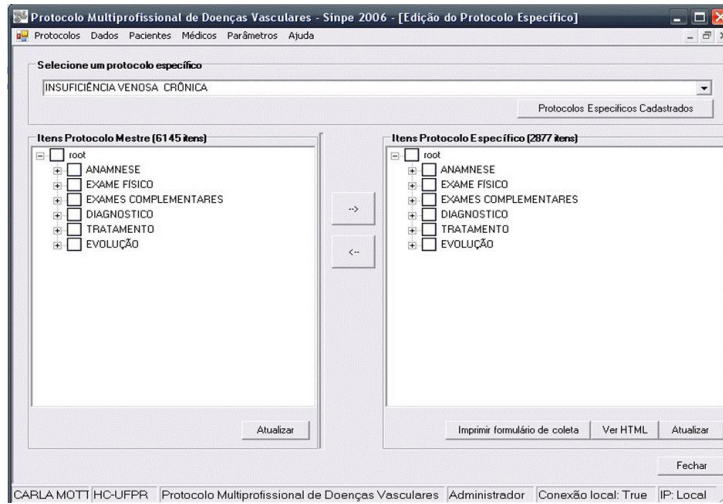 Protocolo Multiprofissional de Doenças Vasculares - Sinpe 2006 - [Edição do Protocolo Específico]
Protocolos Dados Pacientes Médicos Parâmetros Ajuda
Selecione um protocolo específico
INSUFICIÊNCIA VENOSA CRÔNICA
Protocolos Especificos Cadastrados
Itens Protocolo Mestre (6145 itens)
root
ANAMNESE
EXAME FÍSICO
EXAMES COMPLEMENTARES
DIAGNOSTICO
TRATAMENTO
EVOLUÇÃO
Atualizar
-->
<--
Itens Protocolo Específico (2877 itens)
root
ANAMNESE
EXAME FÍSICO
EXAMES COMPLEMENTARES
DIAGNOSTICO
TRATAMENTO
EVOLUÇÃO
Imprimir formulário de coleta Ver HTML Atualizar
Fechar
CARLA MOTT HC-UFPR Protocolo Multiprofissional de Doenças Vasculares Administrador Conexão local: True IP: Local